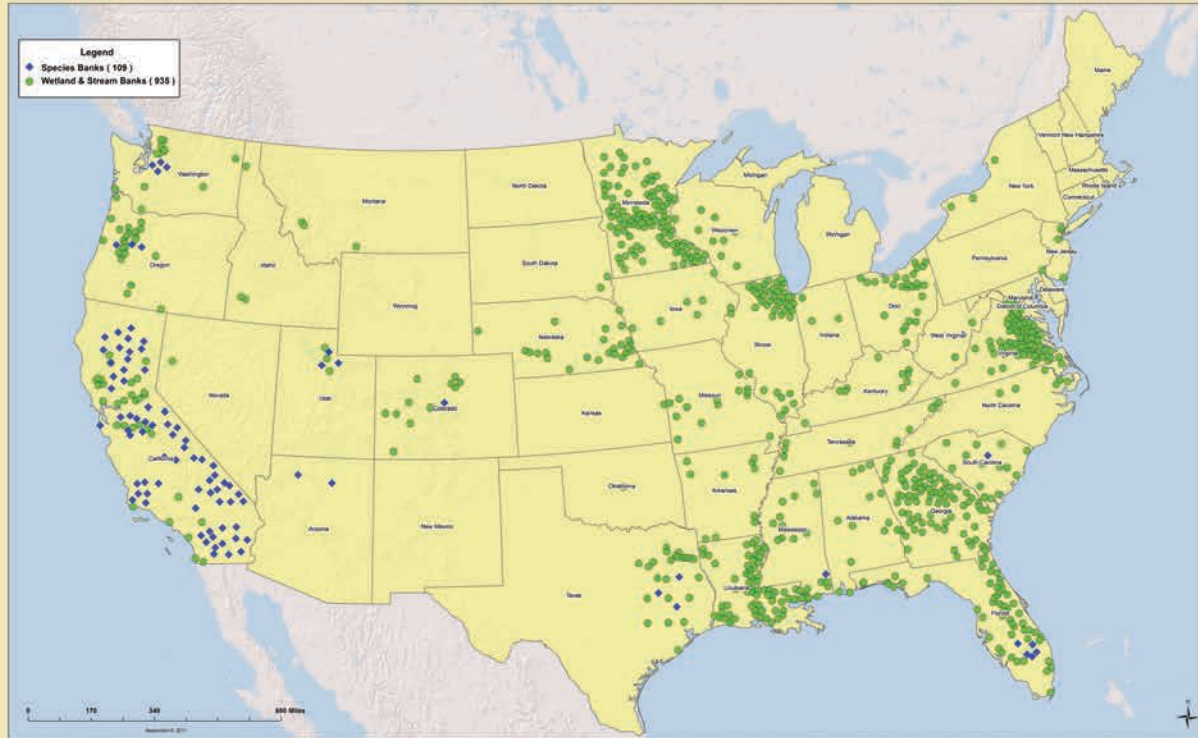 Legend
Species Banks ( 109 )
Wetland & Stream Banks ( 935 )
Maine
Vermont
New Hampshire
Washington
Montana
North Dakota
Minnesota
Michigan
Massachusetts
Rhode Island
Connecticut
New York
Wisconsin
Michigan
Oregon
Idaho
South Dakota
Pennsylvania
New Jersey
Wyoming
Iowa
Ohio
Maryland
Delaware
District of Columbia
Nebraska
Illinois
Indiana
West Virginia
Virginia
Nevada
Utah
Colorado
Kansas
Missouri
Kentucky
North Carolina
California
Tennessee
South Carolina
Arizona
New Mexico
Oklahoma
Arkansas
Mississippi
Alabama
Georgia
Texas
Louisiana
Florida
0 170 340 680 Miles
N